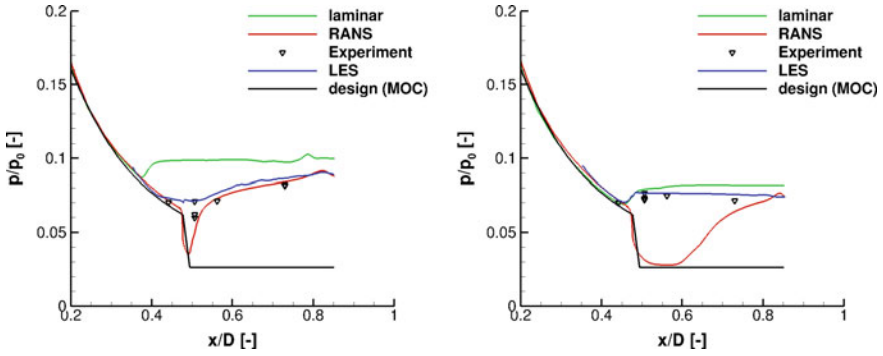 0.2
0.15
0.1
0.05
0
p/p₀ [-]
0.2
0.4
0.6
0.8
1
x/D [-]
laminar
RANS
Experiment
LES
design (MOC)
0.2
0.15
0.1
0.05
0
p/p₀ [-]
0.2
0.4
0.6
0.8
1
x/D [-]
laminar
RANS
Experiment
LES
design (MOC)